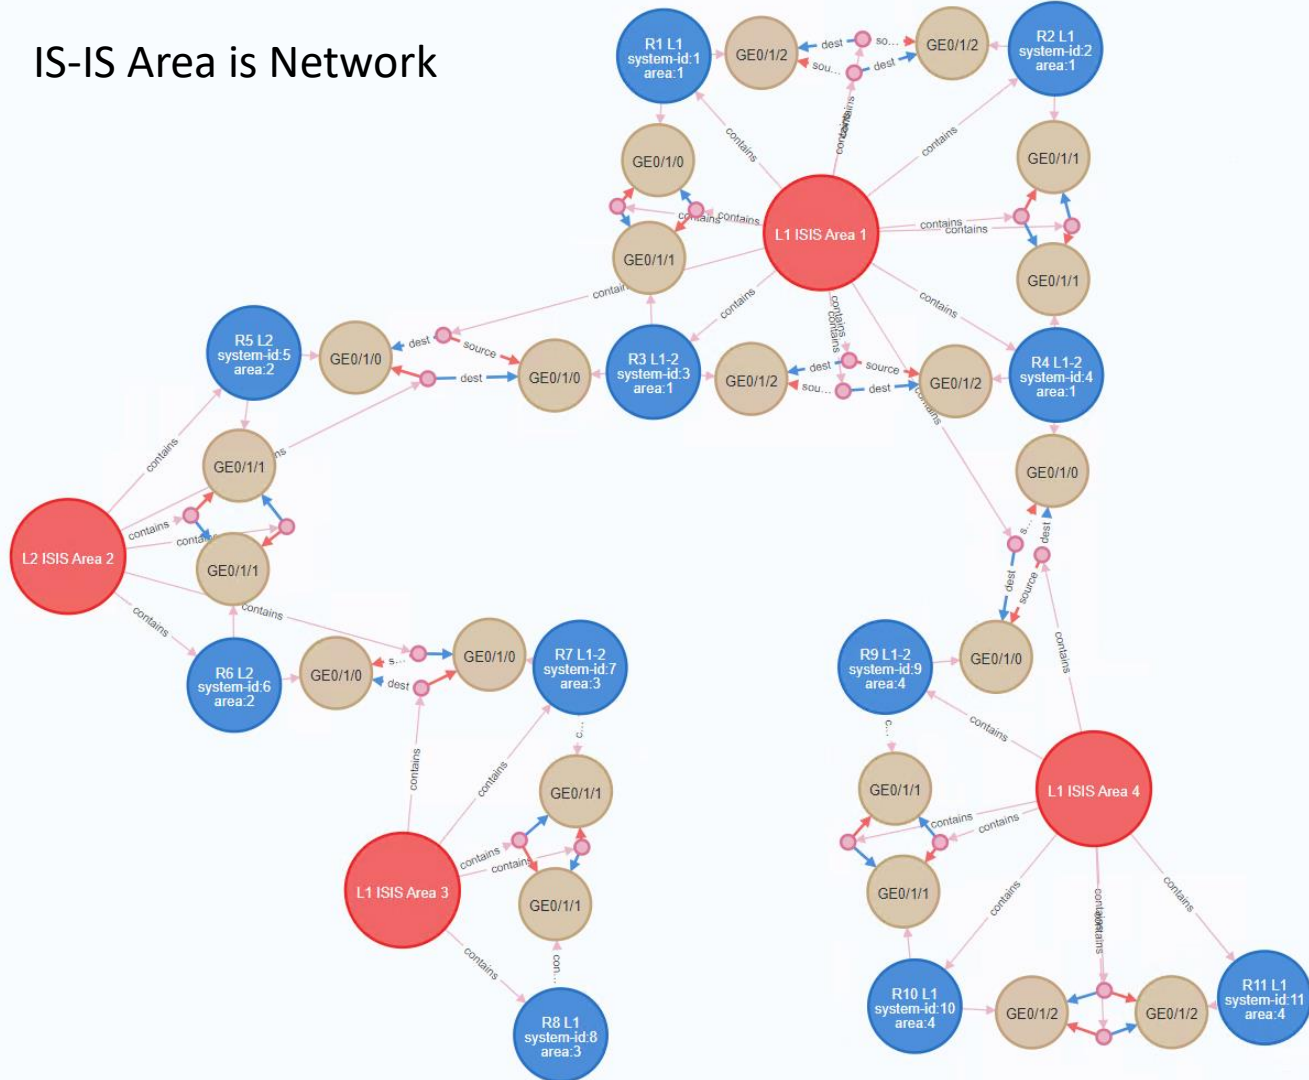 IS-IS Area is Network
R1 L1
system-id:1
area:1
GE0/1/2
dest
so...
sou...
dest
GE0/1/2
R2 L1
system-id:2
area:1
contains
contains
contains
contains
GE0/1/0
GE0/1/1
contains
contains
L1 ISIS Area 1
GE0/1/1
contains
contains
GE0/1/1
contains
contains
contains
contains
contains
R5 L2
system-id:5
area:2
GE0/1/0
dest
source
dest
GE0/1/0
R3 L1-2
system-id:3
area:1
GE0/1/2
dest
source
sou...
dest
GE0/1/2
R4 L1-2
system-id:4
area:1
contains
contains
GE0/1/0
GE0/1/1
contains
contains
GE0/1/1
L2 ISIS Area 2
s...
dest
dest
source
contains
contains
R6 L2
system-id:6
area:2
GE0/1/0
s...
dest
GE0/1/0
R7 L1-2
system-id:7
area:3
R9 L1-2
system-id:9
area:4
GE0/1/0
contains
contains
c...
c...
contains
contains
GE0/1/1
GE0/1/1
L1 ISIS Area 4
contains
contains
contains
contains
L1 ISIS Area 3
GE0/1/1
GE0/1/1
contains
contains
contains
contains
contains
con...
R8 L1
system-id:8
area:3
R10 L1
system-id:10
area:4
GE0/1/2
GE0/1/2
R11 L1
system-id:11
area:4